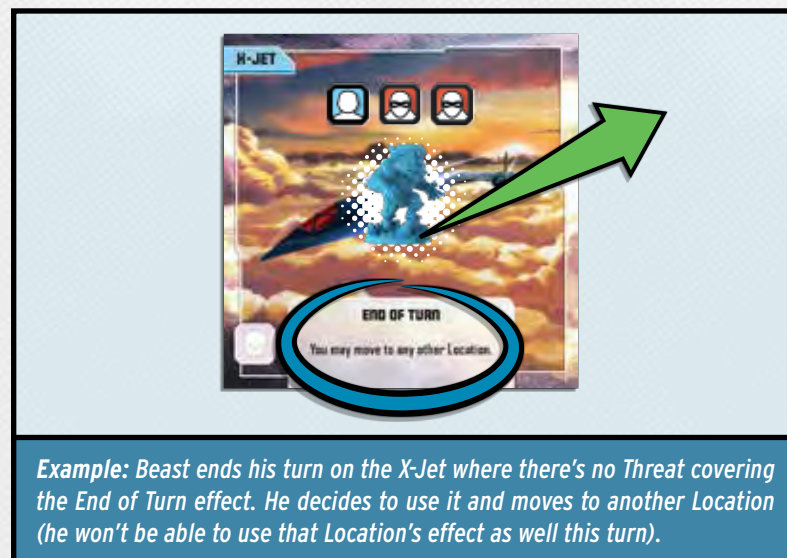 X-JET
END OF TURN
You may move to any other Location.
Example: Beast ends his turn on the X-Jet where there's no Threat covering
the End of Turn effect. He decides to use it and moves to another Location
(he won't be able to use that Location's effect as well this turn).